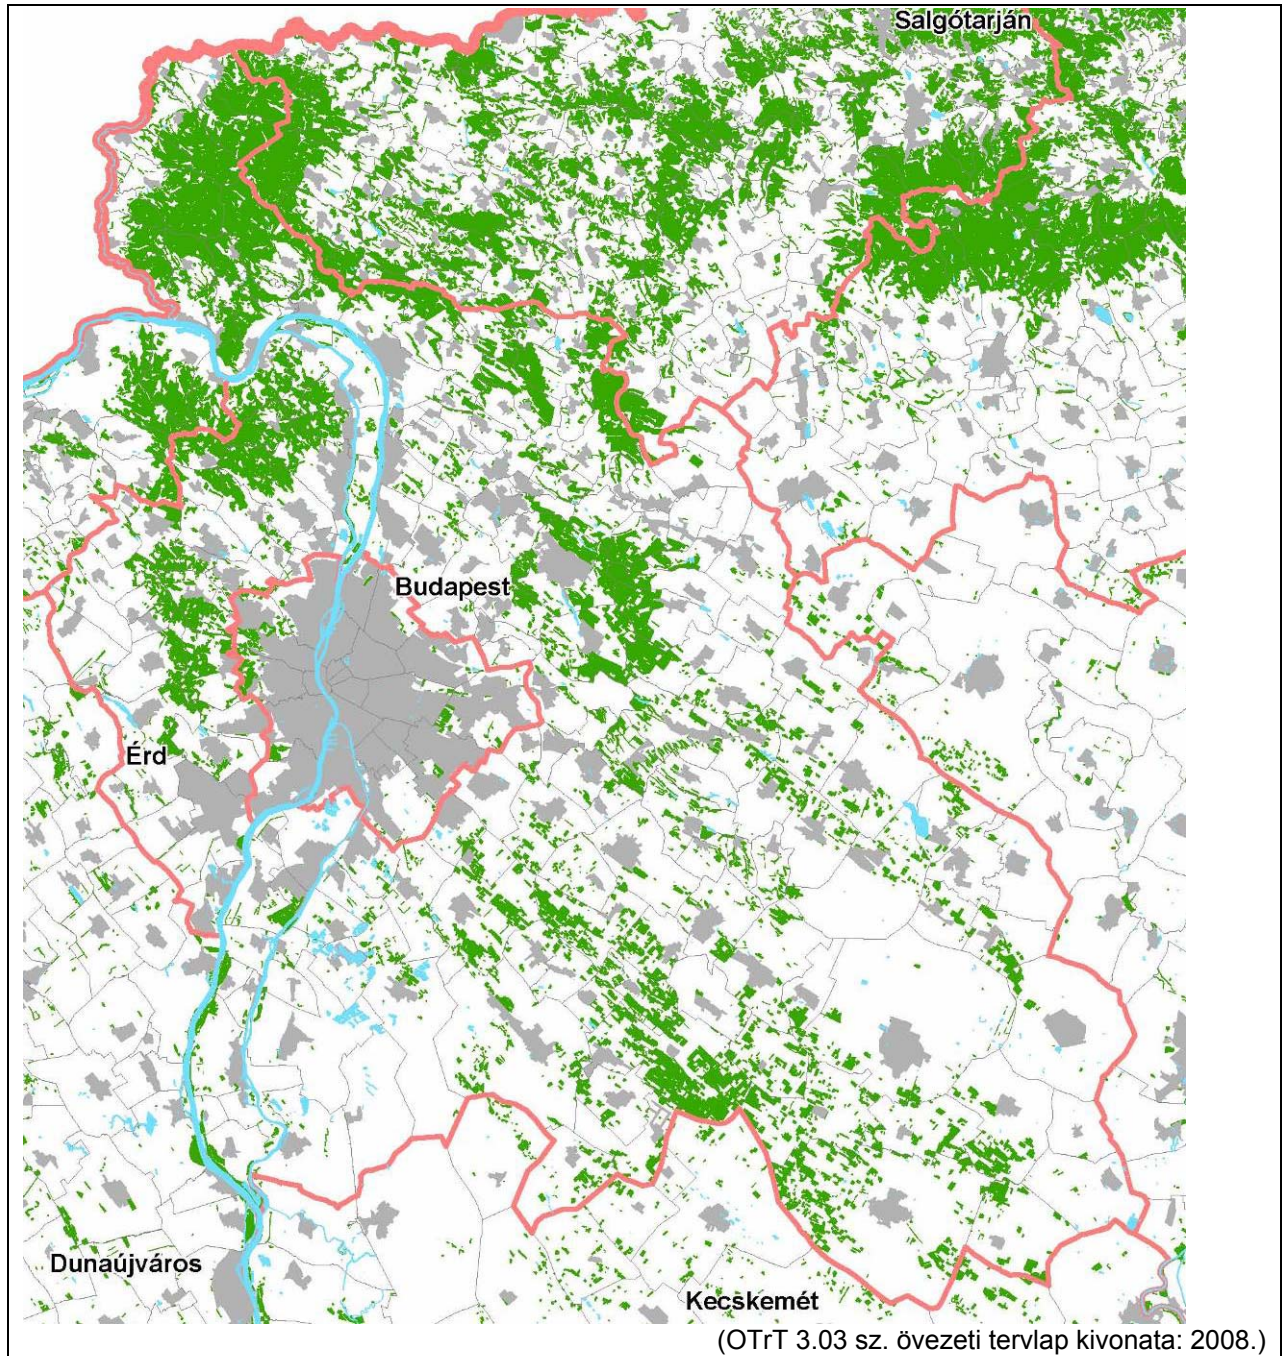 Salgótarján
Budapest
Érd
Dunaújváros
Kecskemét
(OTrT 3.03 sz. övezeti tervlap kivonata: 2008.)